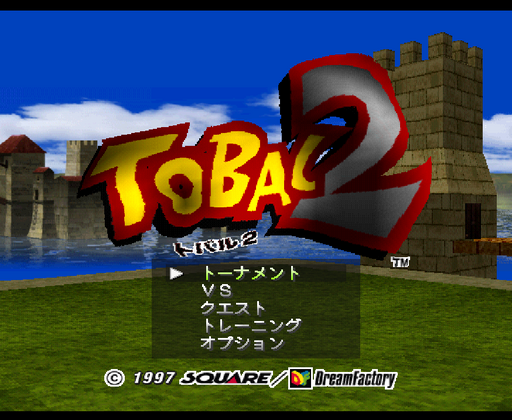 TOBAL 2
トバル2
TM
トーナメント
VS
クエスト
トレーニング
オプション
© 1997 SQUARE/DreamFactory